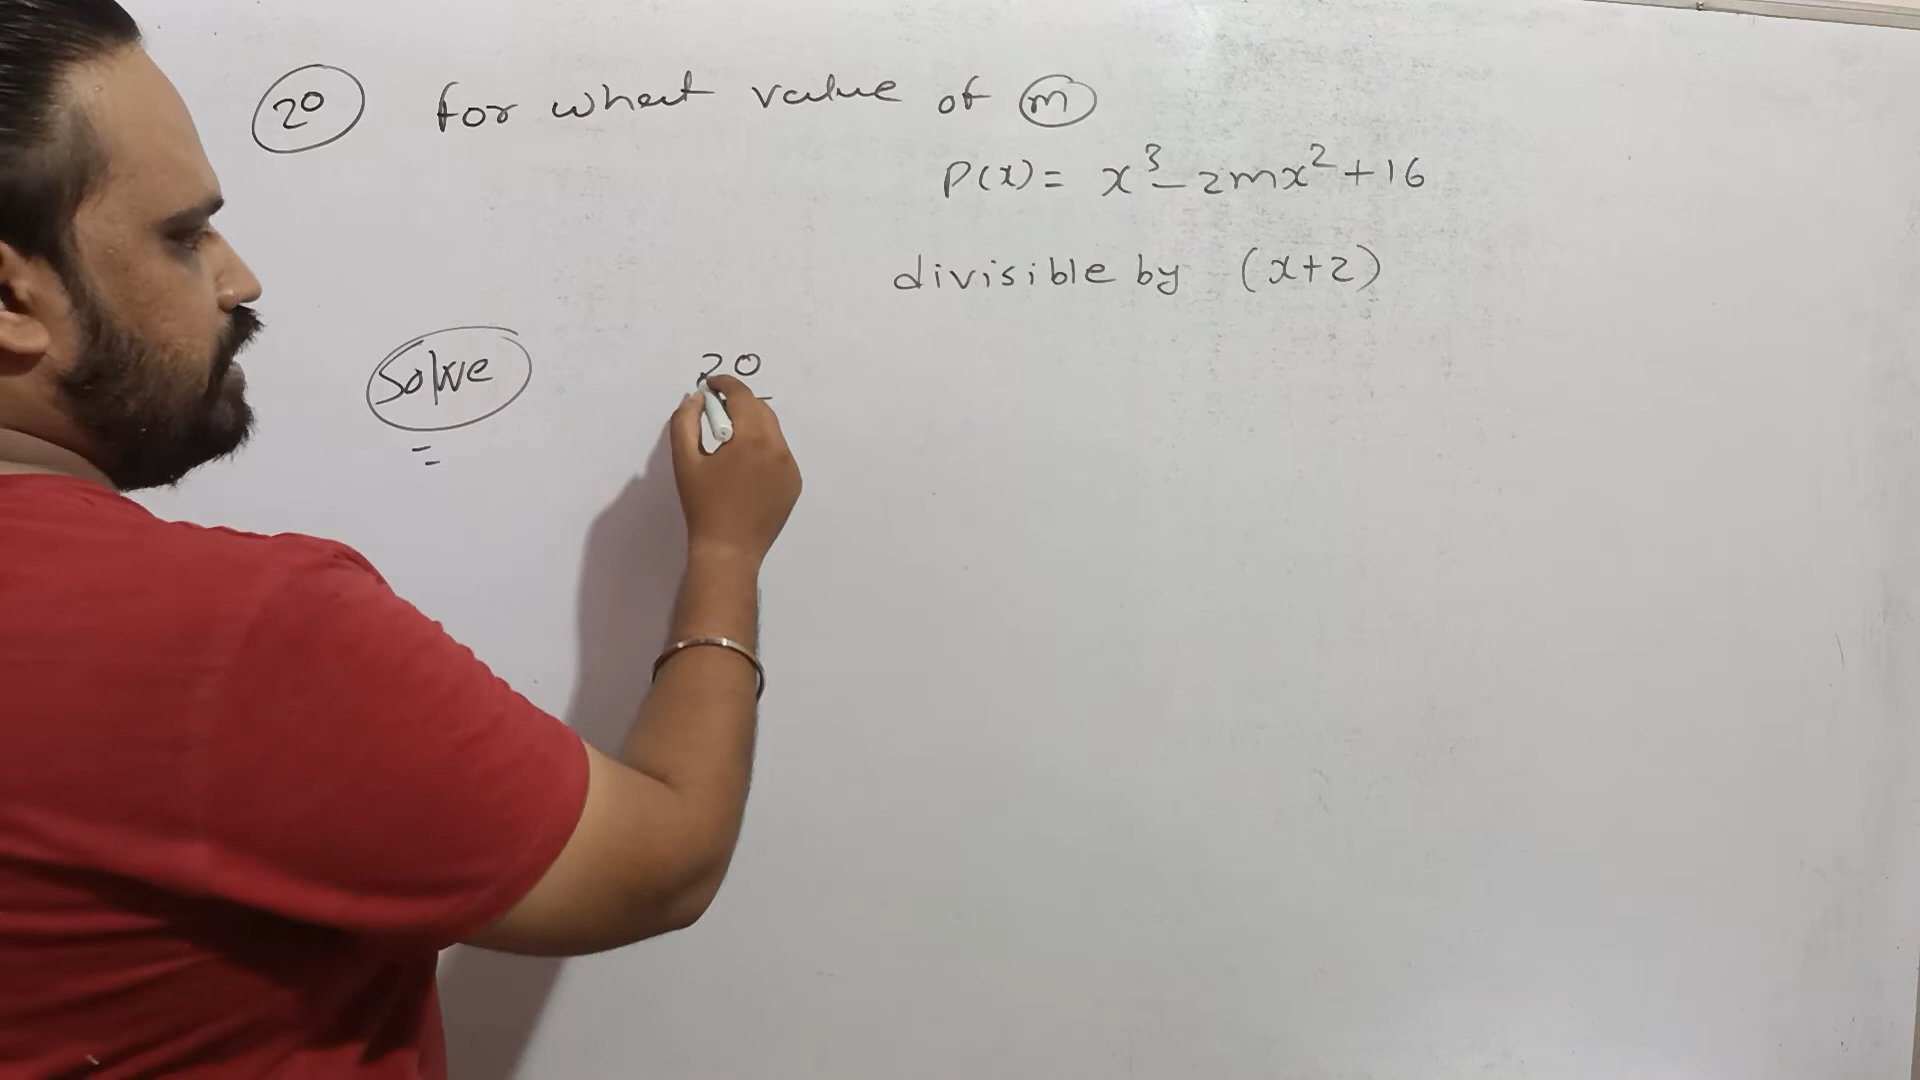 20 for what value of m
P(x) = x³ - 2mx² + 16
divisible by (x+2)
Solve 20